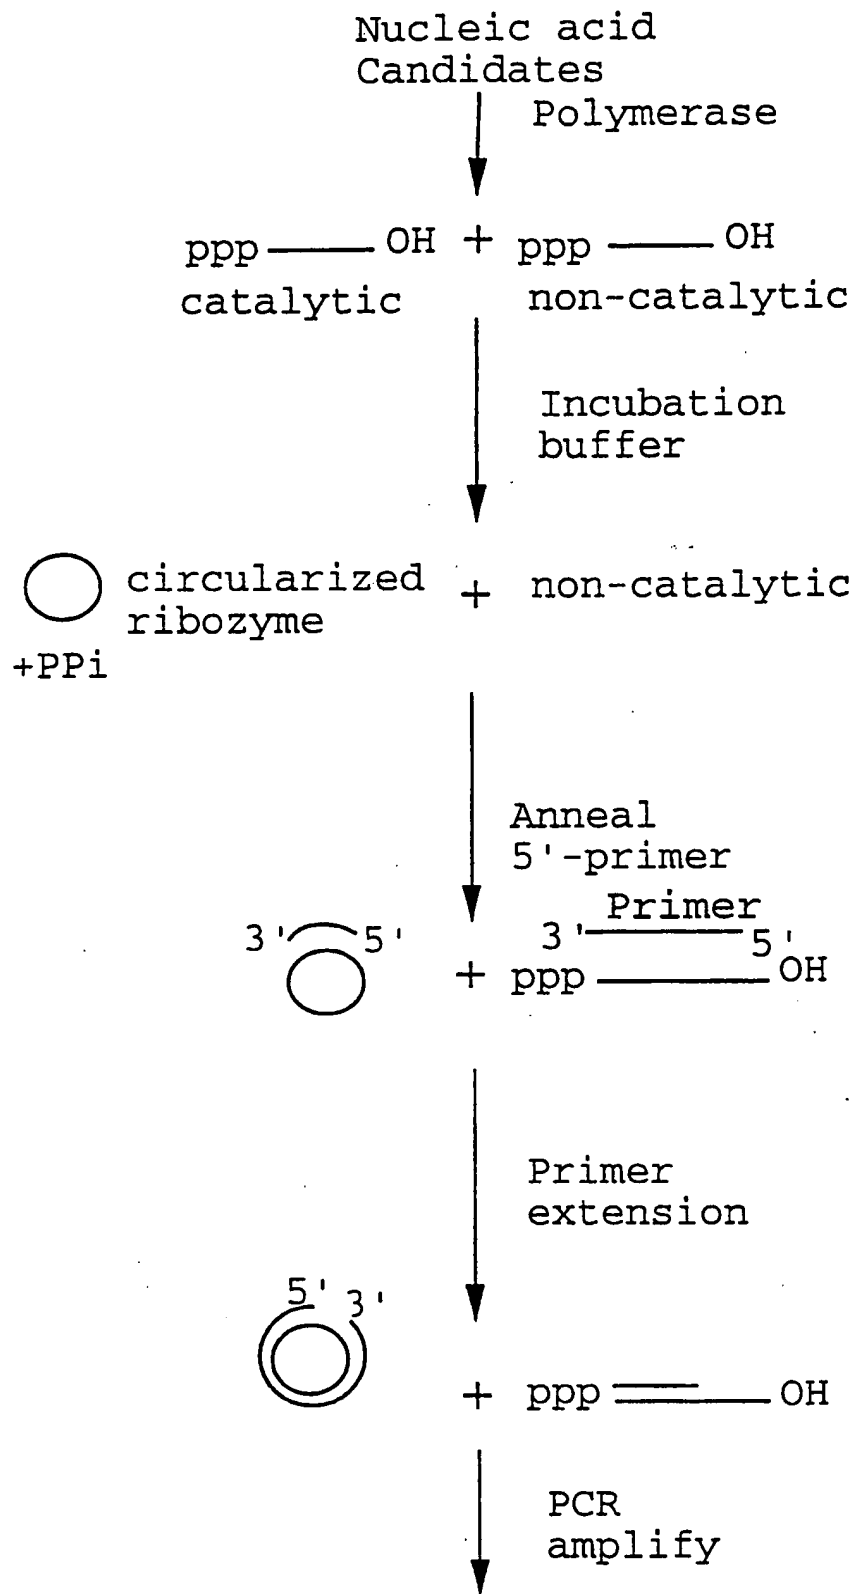 Nucleic acid
Candidates
Polymerase
ppp OH + ppp OH
catalytic non-catalytic
Incubation
buffer
circularized + non-catalytic
ribozyme
+PPi
Anneal
5'-primer
Primer
3' 5' 3' 5'
+ ppp OH
Primer
extension
5' 3'
+ ppp OH
PCR
amplify